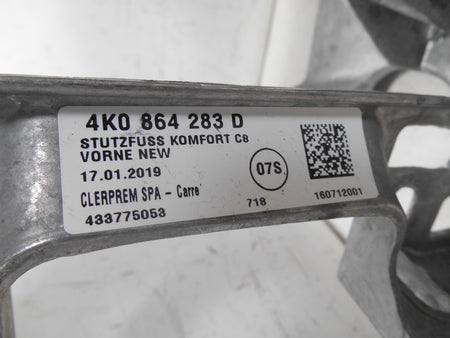 4K0 864 283 D
STUTZFUSS KOMFORT C8
VORNE NEW
17.01.2019
07S
CLERPREM SPA - Carre'
433775053
718
160712001